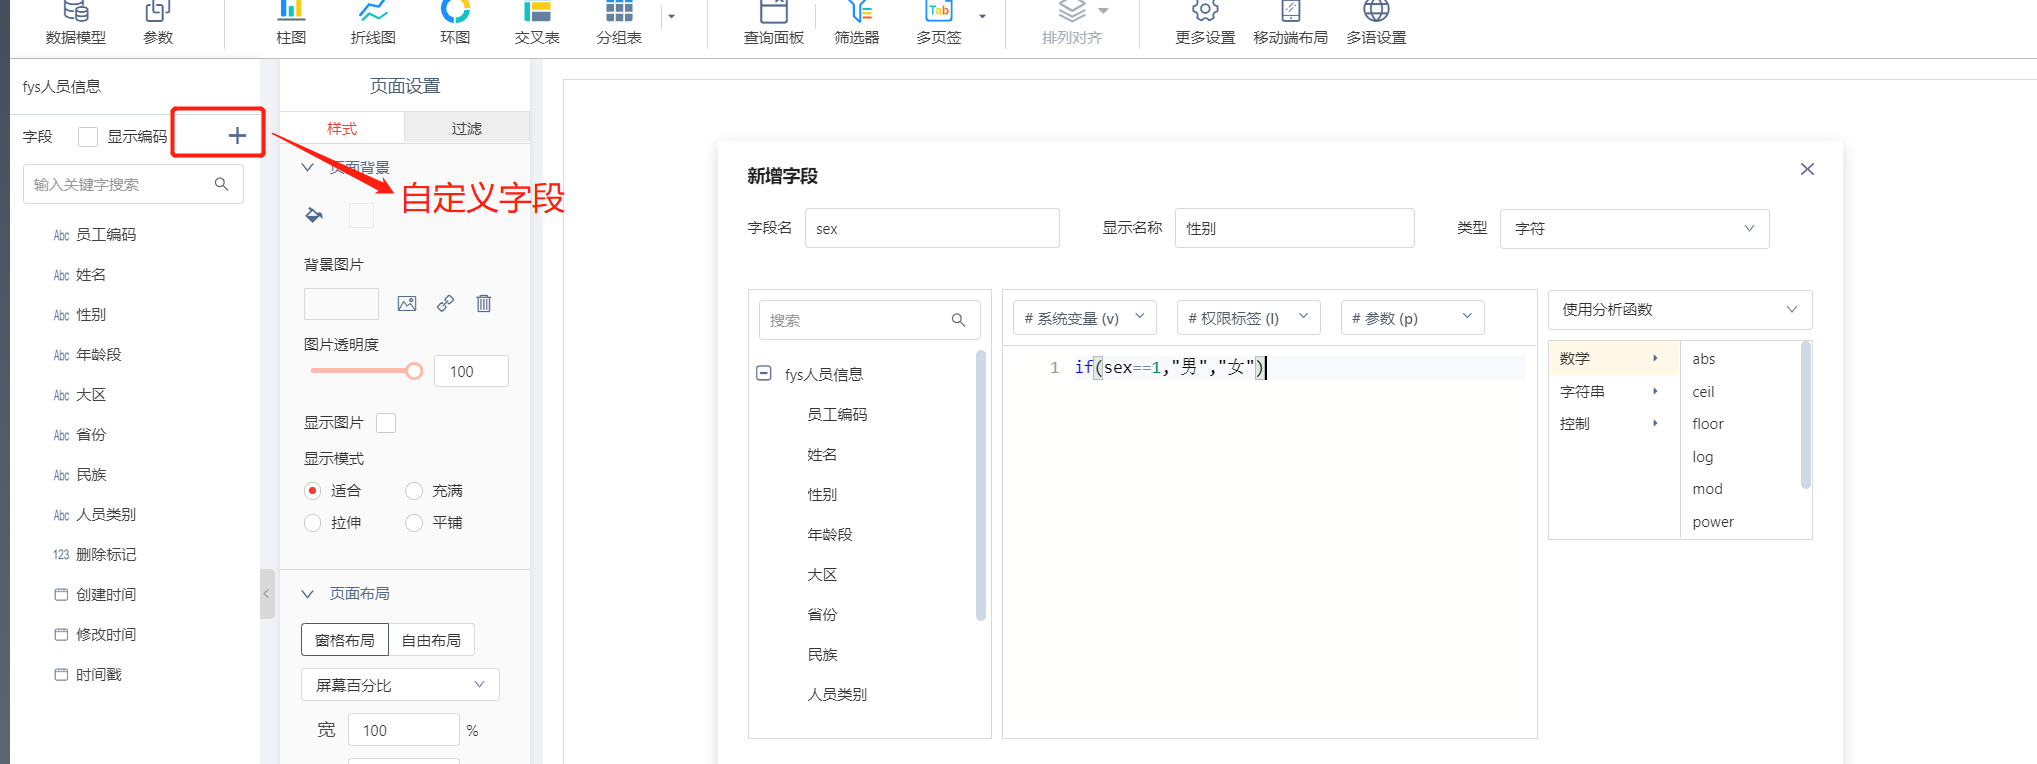 数据模型 参数 柱图 折线图 环图 交叉表 分组表 查询面板 筛选器 多页签 排列对齐 更多设置 移动端布局 多语设置
Tab
fys人员信息
字段 显示编码
输入关键字搜索
Abc 员工编码
Abc 姓名
Abc 性别
Abc 年龄段
Abc 大区
Abc 省份
Abc 民族
Abc 人员类别
123 删除标记
创建时间
修改时间
时间戳
页面设置
样式 过滤
页面背景
自定义字段
背景图片
图片透明度
100
显示图片
显示模式
适合 充满
拉伸 平铺
页面布局
窗格布局 自由布局
屏幕百分比
宽 100 %
新增字段
字段名 sex 显示名称 性别 类型 字符
搜索
fys人员信息
员工编码
姓名
性别
年龄段
大区
省份
民族
人员类别
# 系统变量 (v) # 权限标签 (l) # 参数 (p)
1 if(sex==1,"男","女")
使用分析函数
数学
字符串
控制
abs
ceil
floor
log
mod
power